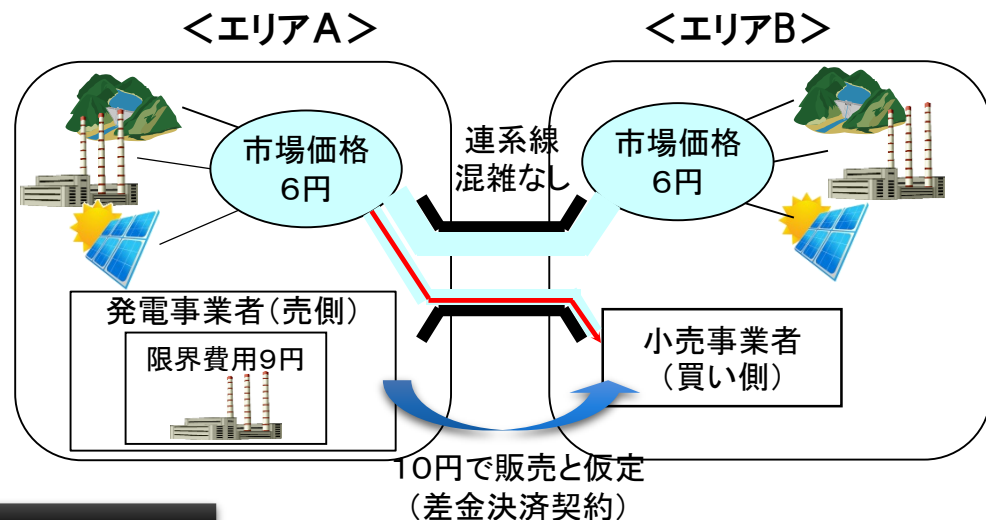 ＜エリアA＞
＜エリアB＞
市場価格
６円
連系線
混雑なし
市場価格
６円
発電事業者（売側）
限界費用９円
小売事業者
（買い側）
１０円で販売と仮定
（差金決済契約）